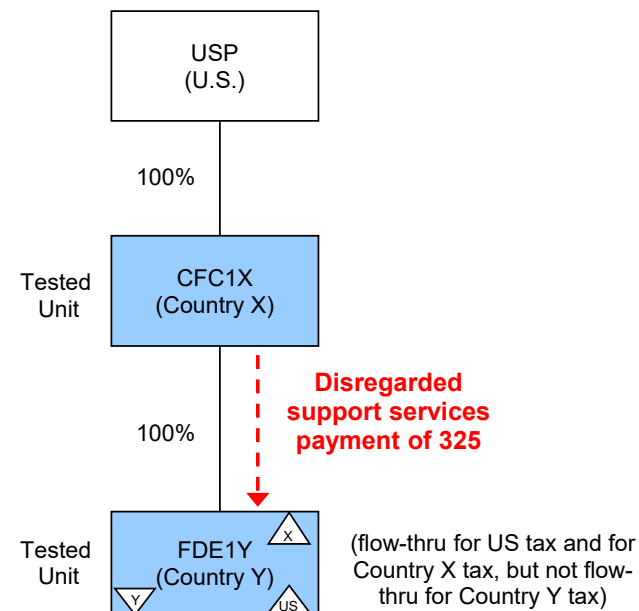 USP
(U.S.)
100%
Tested
Unit
CFC1X
(Country X)
Disregarded
support services
payment of 325
100%
Tested
Unit
X
FDE1Y
(Country Y)
Y
US
(flow-thru for US tax and for
Country X tax, but not flow-
thru for Country Y tax)